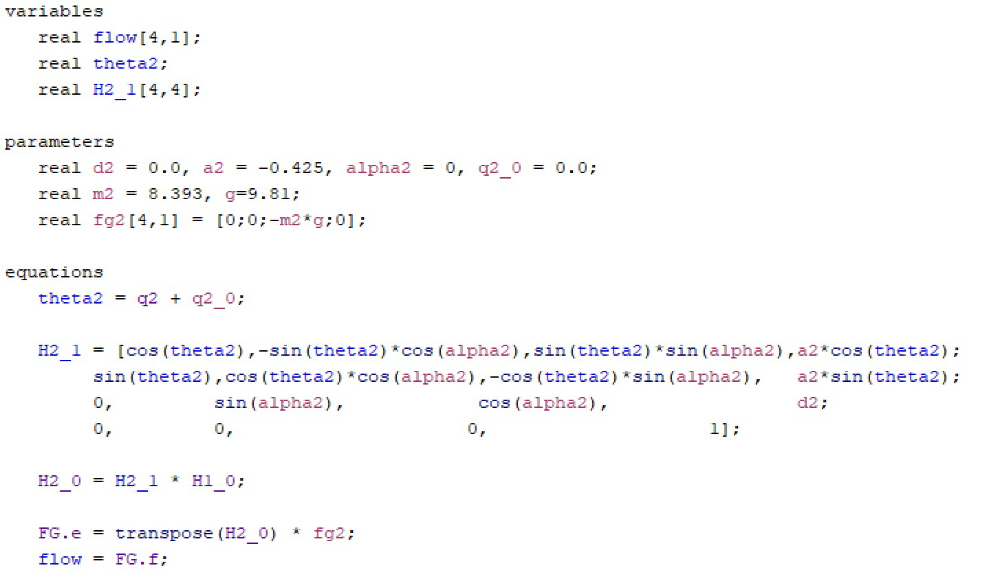 variables
real flow[4,1];
real theta2;
real H2_1[4,4];
parameters
real d2 = 0.0, a2 = -0.425, alpha2 = 0, q2_0 = 0.0;
real m2 = 8.393, g=9.81;
real fg2[4,1] = [0;0;-m2*g;0];
equations
theta2 = q2 + q2_0;
H2_1 = [cos(theta2),-sin(theta2)*cos(alpha2),sin(theta2)*sin(alpha2),a2*cos(theta2);
sin(theta2),cos(theta2)*cos(alpha2),-cos(theta2)*sin(alpha2), a2*sin(theta2);
0, sin(alpha2), cos(alpha2), d2;
0, 0, 0, 1];
H2_0 = H2_1 * H1_0;
FG.e = transpose(H2_0) * fg2;
flow = FG.f;